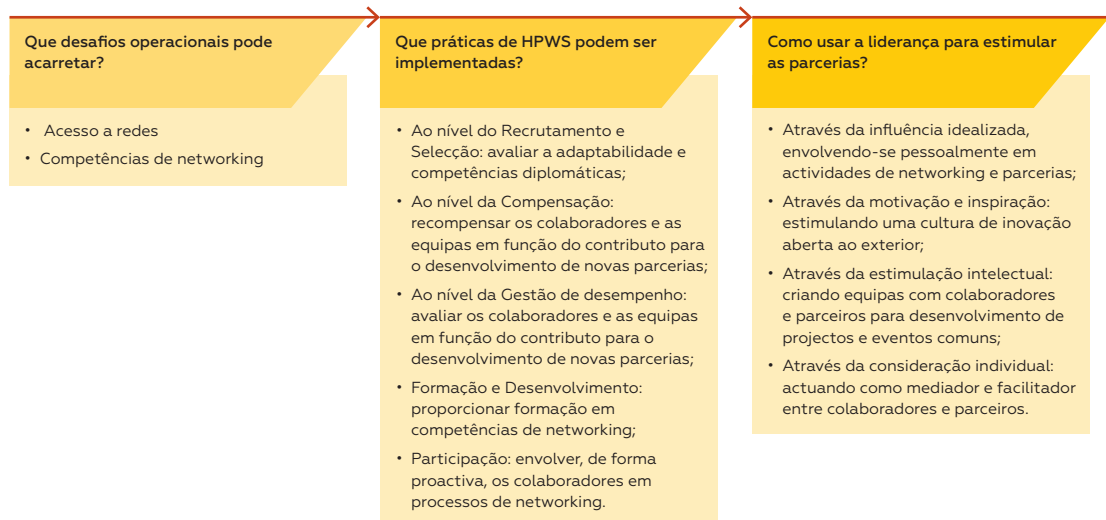 Que desafios operacionais pode
acarretar?
• Acesso a redes
• Competências de networking
Que práticas de HPWS podem ser
implementadas?
• Ao nível do Recrutamento e
Selecção: avaliar a adaptabilidade e
competências diplomáticas;
• Ao nível da Compensação:
recompensar os colaboradores e as
equipas em função do contributo para
o desenvolvimento de novas parcerias;
• Ao nível da Gestão de desempenho:
avaliar os colaboradores e as equipas
em função do contributo para o
desenvolvimento de novas parcerias;
• Formação e Desenvolvimento:
proporcionar formação em
competências de networking;
• Participação: envolver, de forma
proactiva, os colaboradores em
processos de networking.
Como usar a liderança para estimular
as parcerias?
• Através da influência idealizada,
envolvendo-se pessoalmente em
actividades de networking e parcerias;
• Através da motivação e inspiração:
estimulando uma cultura de inovação
aberta ao exterior;
• Através da estimulação intelectual:
criando equipas com colaboradores
e parceiros para desenvolvimento de
projectos e eventos comuns;
• Através da consideração individual:
actuando como mediador e facilitador
entre colaboradores e parceiros.